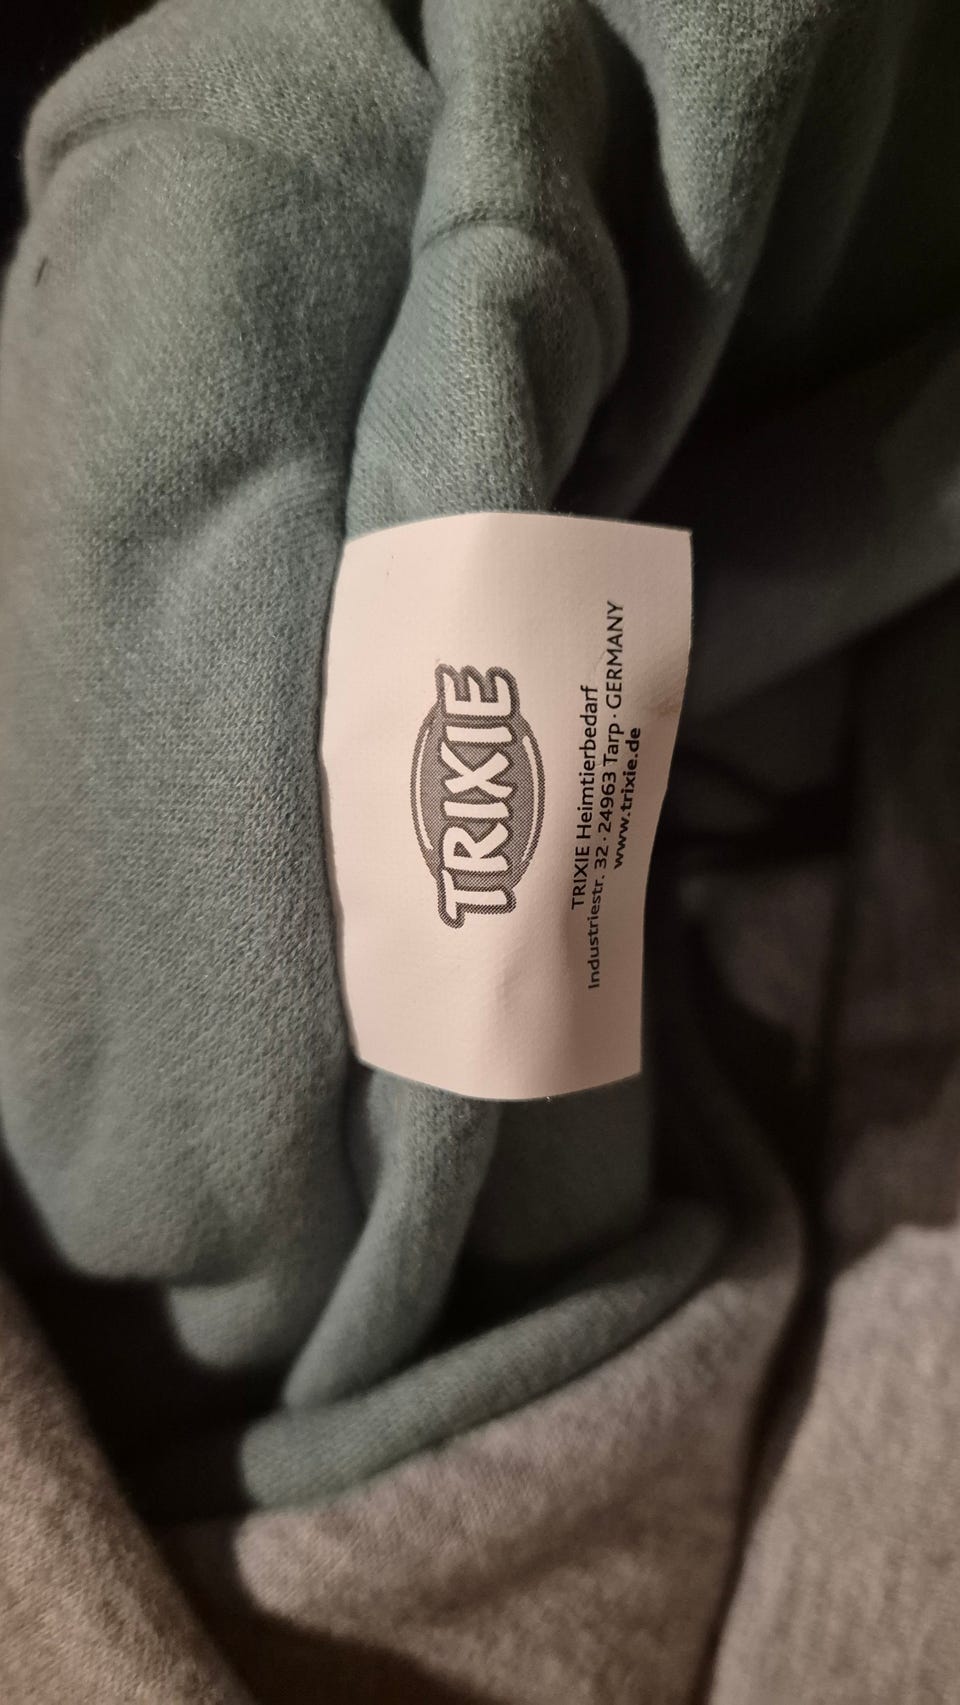 TRIXIE
TRIXIE Heimtierbedarf
Industriestr. 32 · 24963 Tarp · GERMANY
www.trixie.de